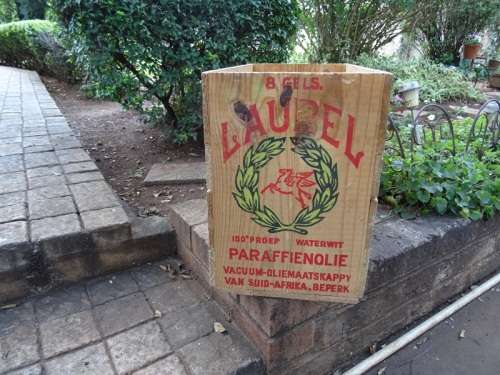 8 GELS.
LAUREL
150° PROEF WATERWIT
PARAFFIENOLIE
VACUUM-OLIEMAATSKAPPY
VAN SUID-AFRIKA, BEPERK